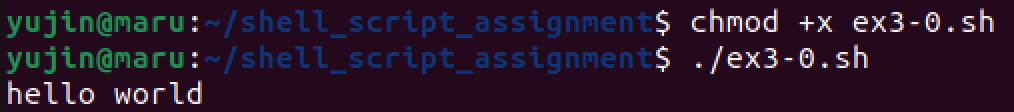 yujin@maru:~/shell_script_assignment$ chmod +x ex3-0.sh
yujin@maru:~/shell_script_assignment$ ./ex3-0.sh
hello world